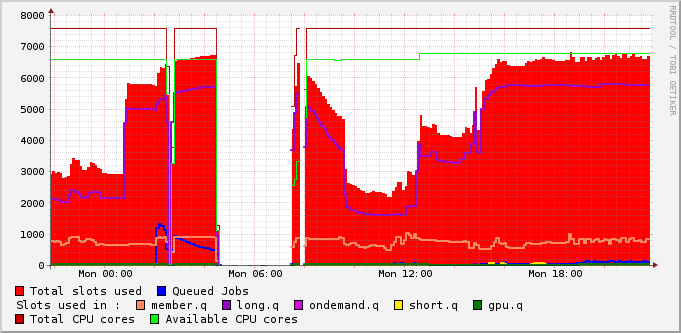 8000
7000
6000
5000
4000
3000
2000
1000
0
Mon 00:00 Mon 06:00 Mon 12:00 Mon 18:00
RRDTOOL / TOBI OETIKER
Total slots used Queued Jobs
Slots used in : member.q long.q ondemand.q short.q gpu.q
Total CPU cores Available CPU cores